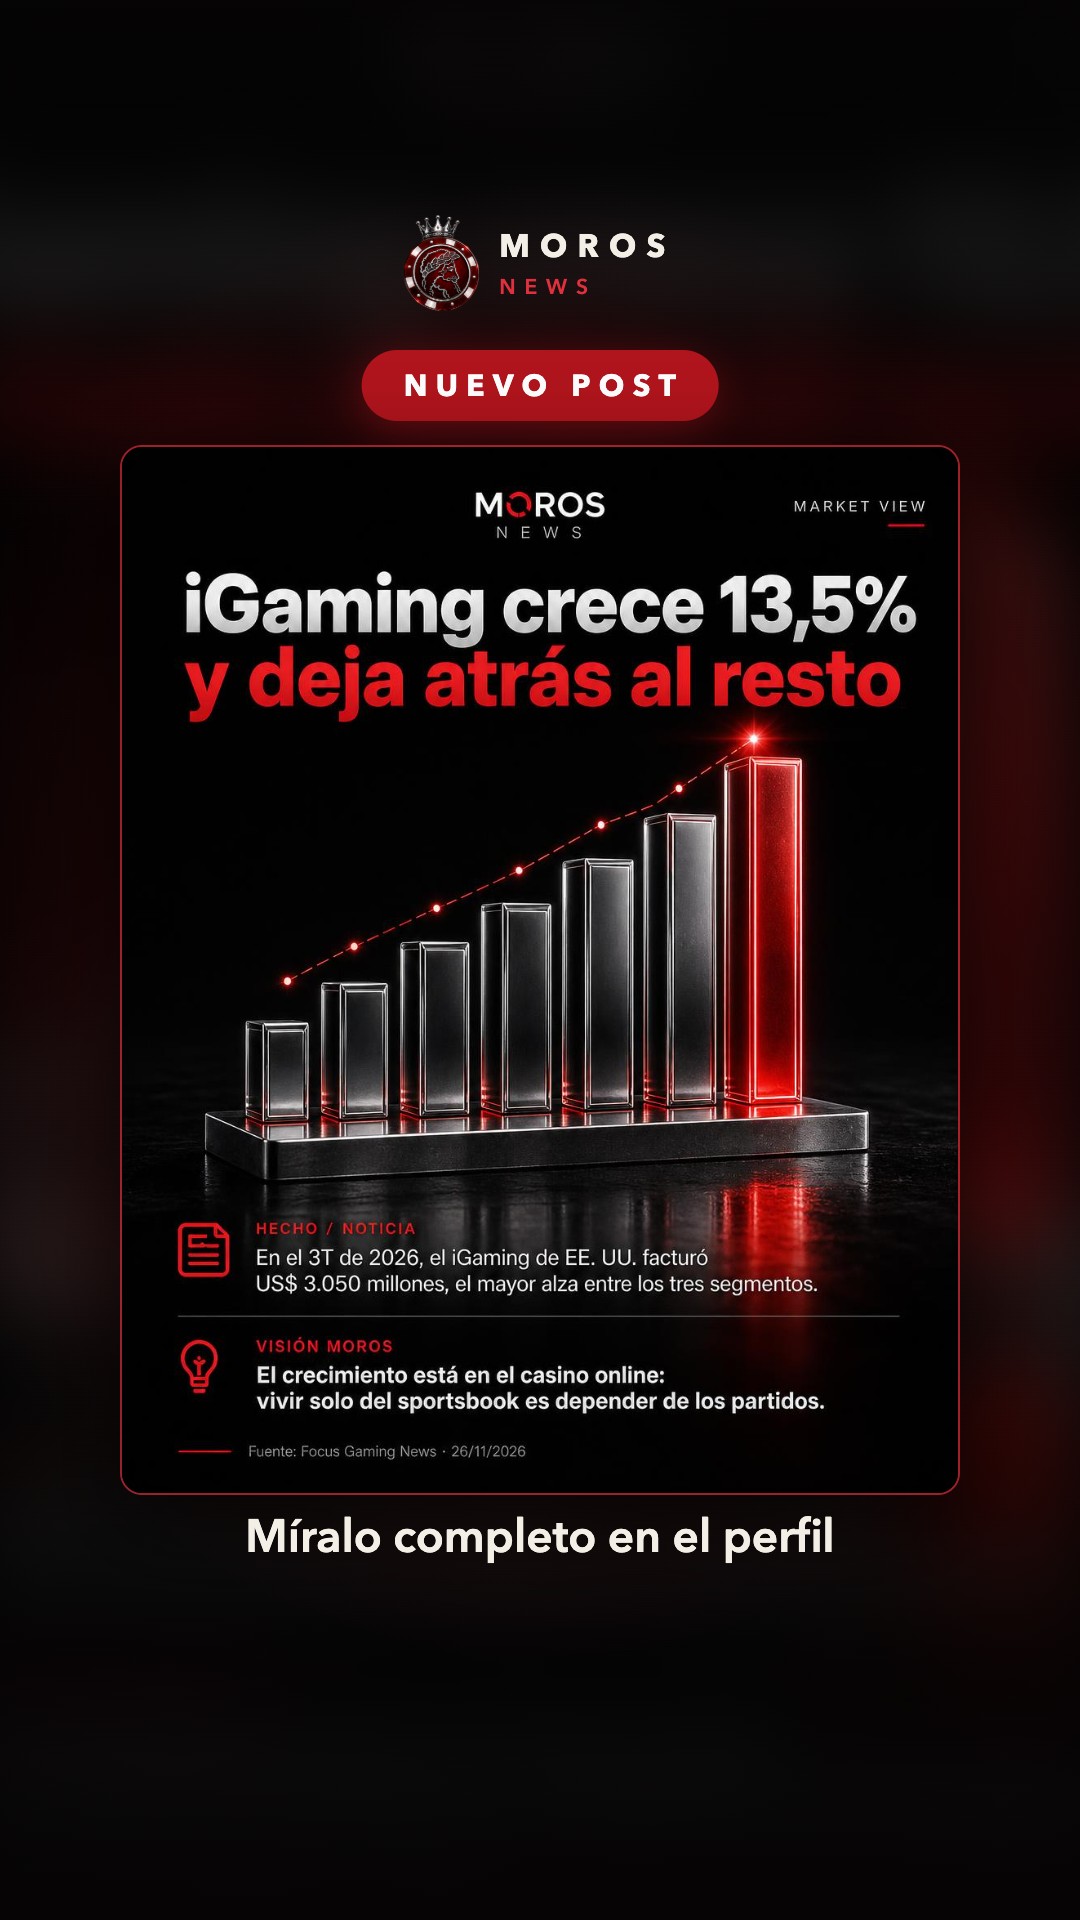 MOROS
NEWS
NUEVO POST
MOROS
NEWS
MARKET VIEW
iGaming crece 13,5%
y deja atrás al resto
HECHO / NOTICIA
En el 3T de 2026, el iGaming de EE. UU. facturó
US$ 3.050 millones, el mayor alza entre los tres segmentos.
VISIÓN MOROS
El crecimiento está en el casino online:
vivir solo del sportsbook es depender de los partidos.
Fuente: Focus Gaming News · 26/11/2026
Míralo completo en el perfil